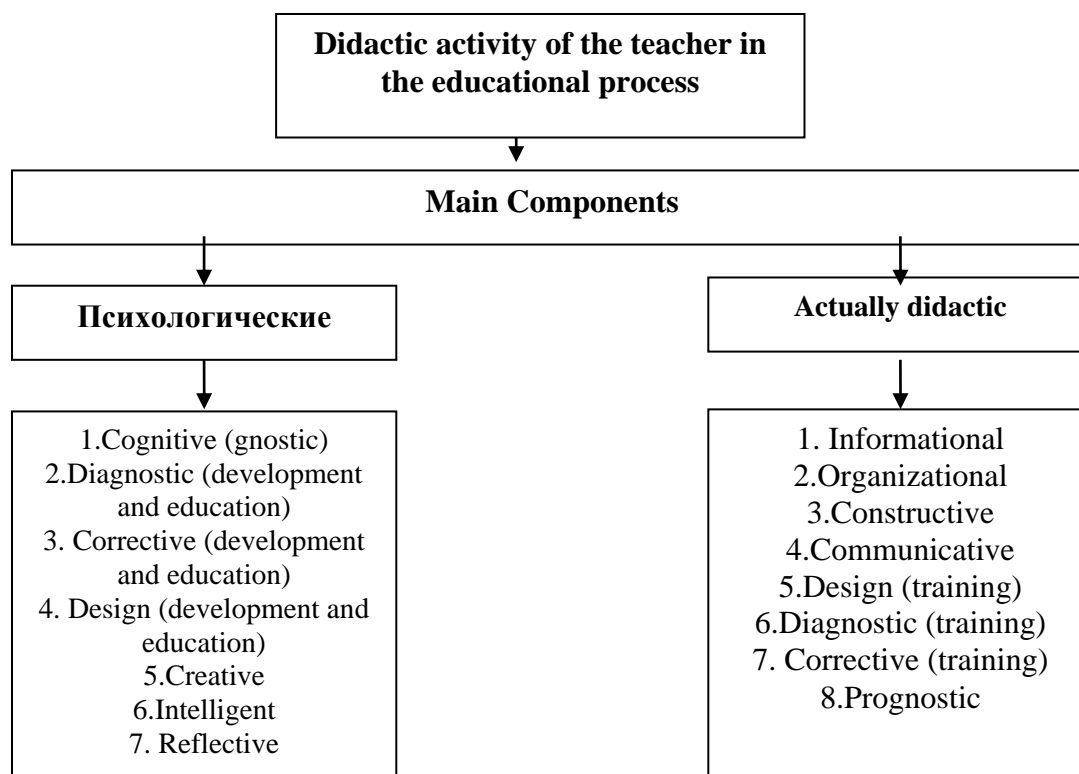 Didactic activity of the teacher in
the educational process
Main Components
Психологические
Actually didactic
1.Cognitive (gnostic)
2.Diagnostic (development
and education)
3. Corrective (development
and education)
4. Design (development and
education)
5.Creative
6.Intelligent
7. Reflective
1. Informational
2.Organizational
3.Constructive
4.Communicative
5.Design (training)
6.Diagnostic (training)
7. Corrective (training)
8.Prognostic